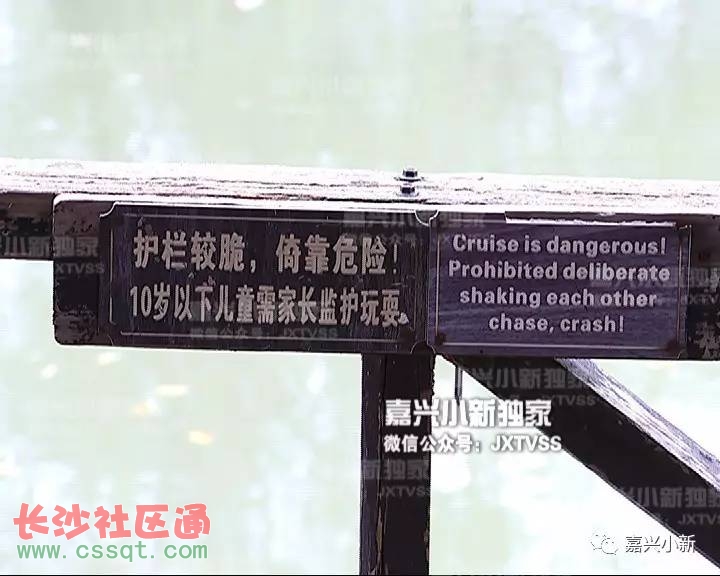 护栏较脆，倚靠危险！
10岁以下儿童需家长监护玩耍。
Cruise is dangerous!
Prohibited deliberate
shaking each other
chase, crash!
嘉兴小新独家
微信公众号：JXTVSS
长沙社区通
www.cssqt.com
嘉兴小新